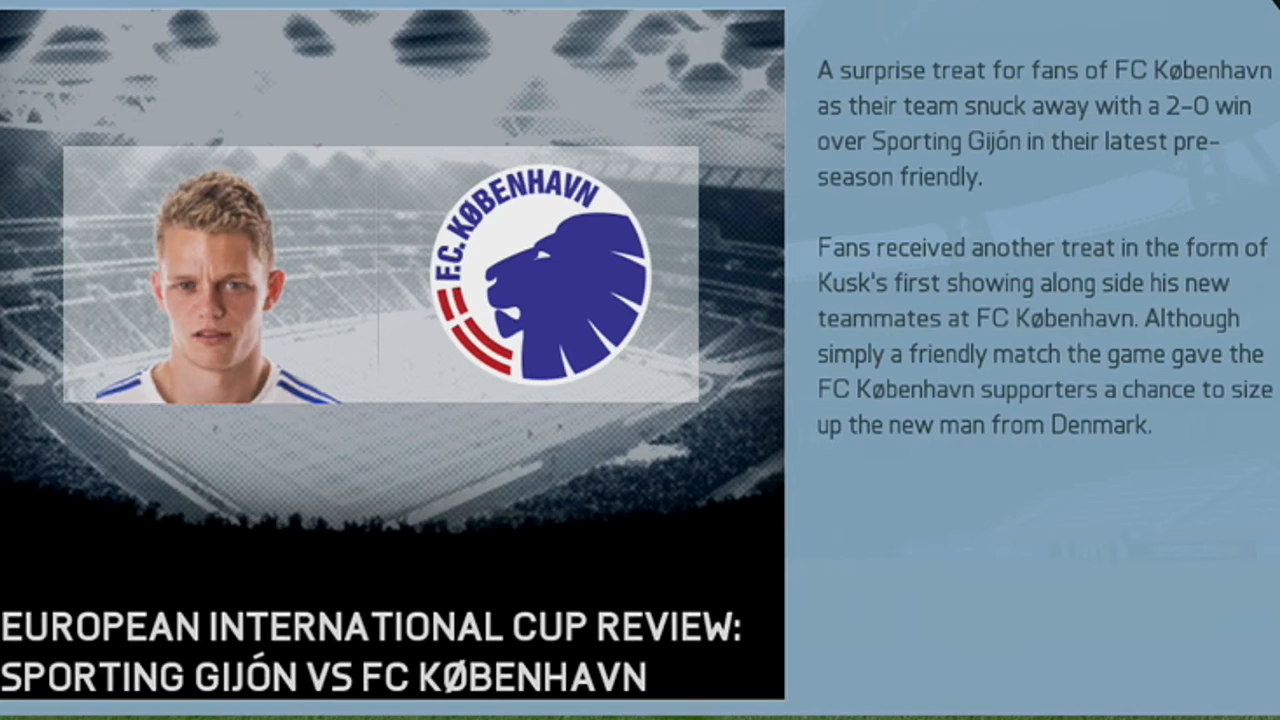 F.C. KØBENHAVN
EUROPEAN INTERNATIONAL CUP REVIEW:
SPORTING GIJÓN VS FC KØBENHAVN
A surprise treat for fans of FC København
as their team snuck away with a 2-0 win
over Sporting Gijón in their latest pre-
season friendly.
Fans received another treat in the form of
Kusk's first showing along side his new
teammates at FC København. Although
simply a friendly match the game gave the
FC København supporters a chance to size
up the new man from Denmark.